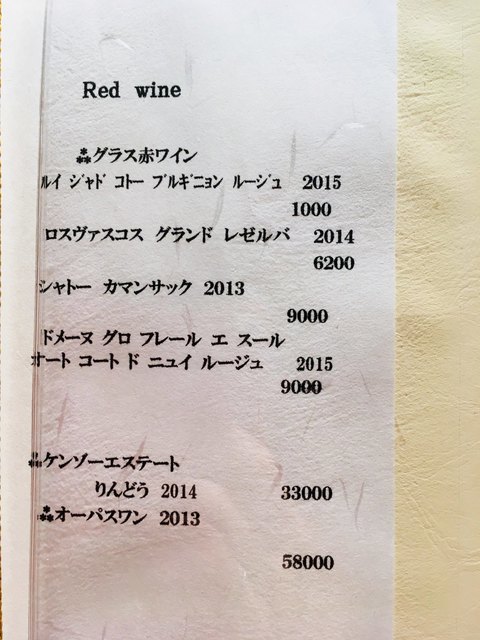 Red wine
⁂グラス赤ワイン
ルイ ジャド コトー ブルギニョン ルージュ 2015
1000
ロスヴァスコス グランド レゼルバ 2014
6200
シャトー カマンサック 2013
9000
ドメーヌ グロ フレール エ スール
オート コート ド ニュイ ルージュ 2015
9000
⁂ケンゾーエステート
りんどう 2014 33000
⁂オーパスワン 2013
58000